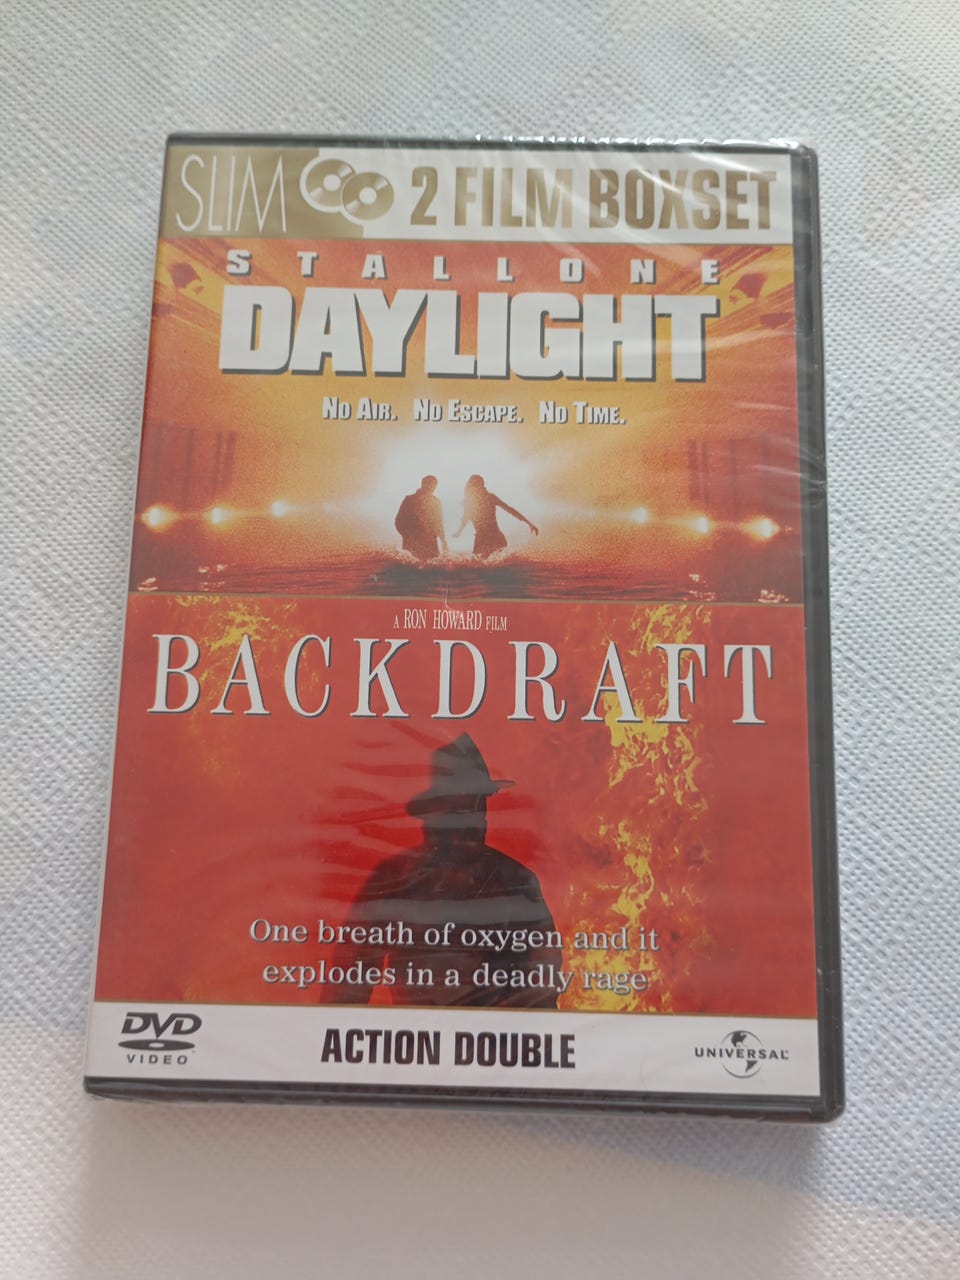 SLIM 2 FILM BOXSET
STALLONE
DAYLIGHT
NO AIR. NO ESCAPE. NO TIME.
A RON HOWARD FILM
BACKDRAFT
One breath of oxygen and it
explodes in a deadly rage
DVD
VIDEO
ACTION DOUBLE
UNIVERSAL